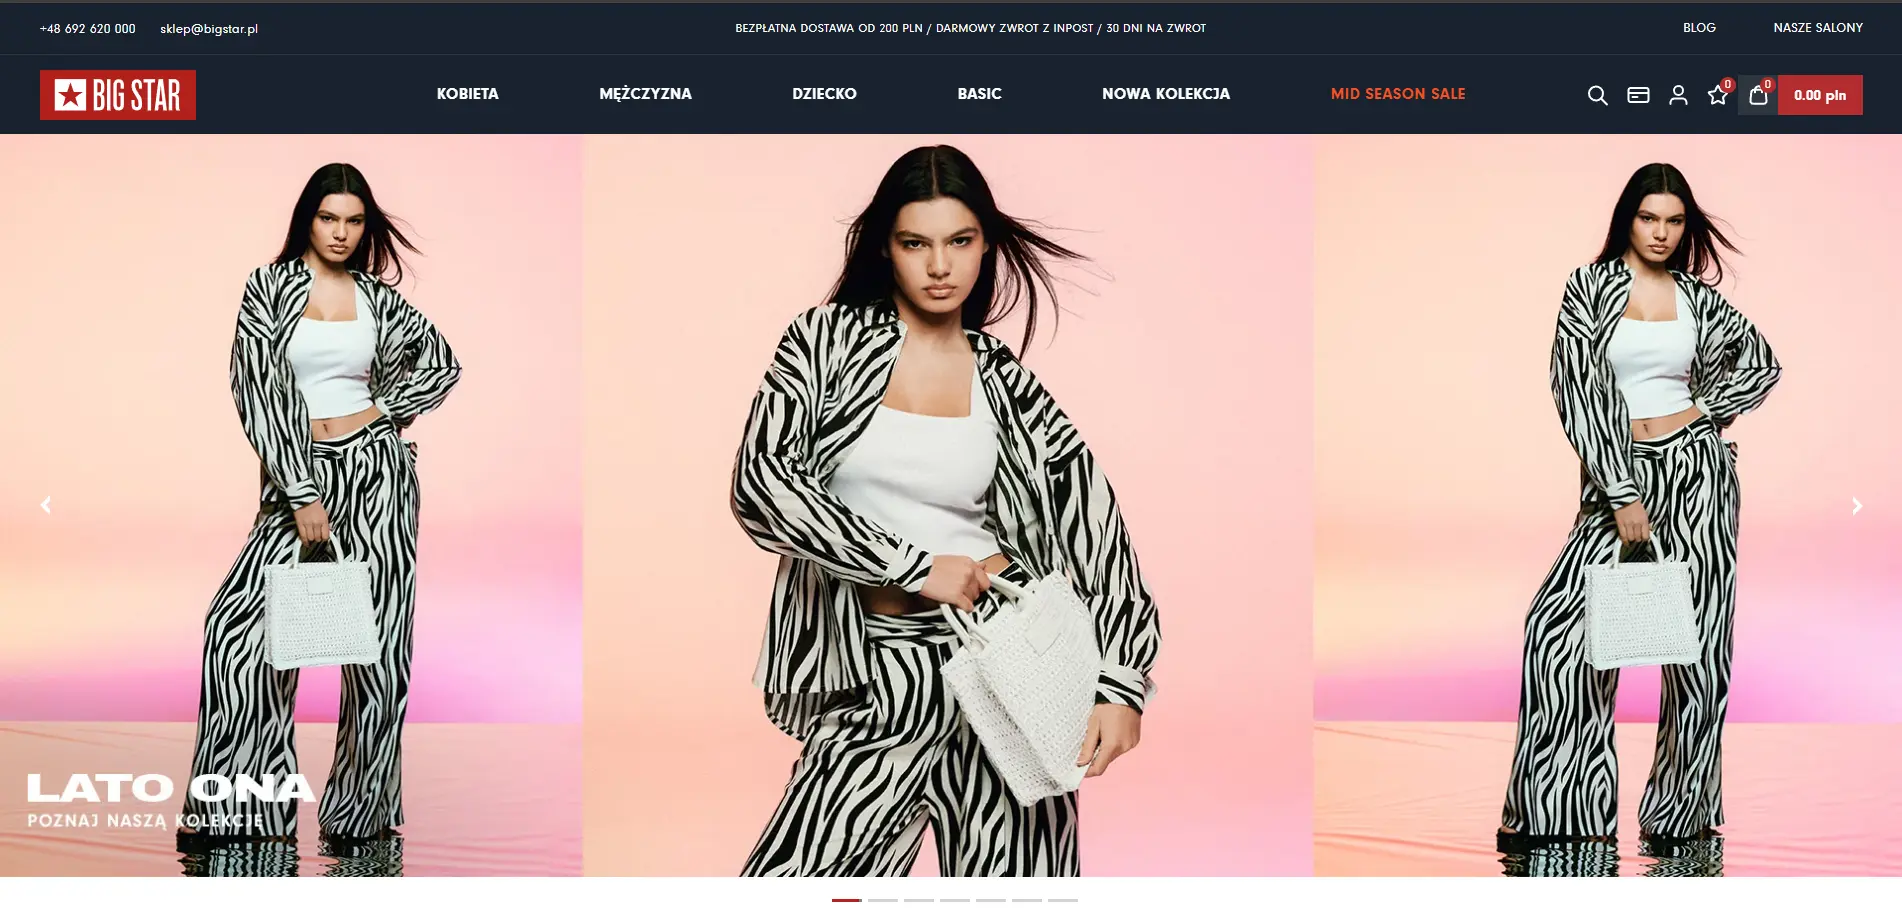 +48 692 620 000
sklep@bigstar.pl
BEZPŁATNA DOSTAWA OD 200 PLN / DARMOWY ZWROT Z INPOST / 30 DNI NA ZWROT
BLOG
NASZE SALONY
BIG STAR
KOBIETA
MĘŻCZYZNA
DZIECKO
BASIC
NOWA KOLEKCJA
MID SEASON SALE
0
0
0.00 pln
LATO ONA
POZNAJ NASZĄ KOLEKCJĘ